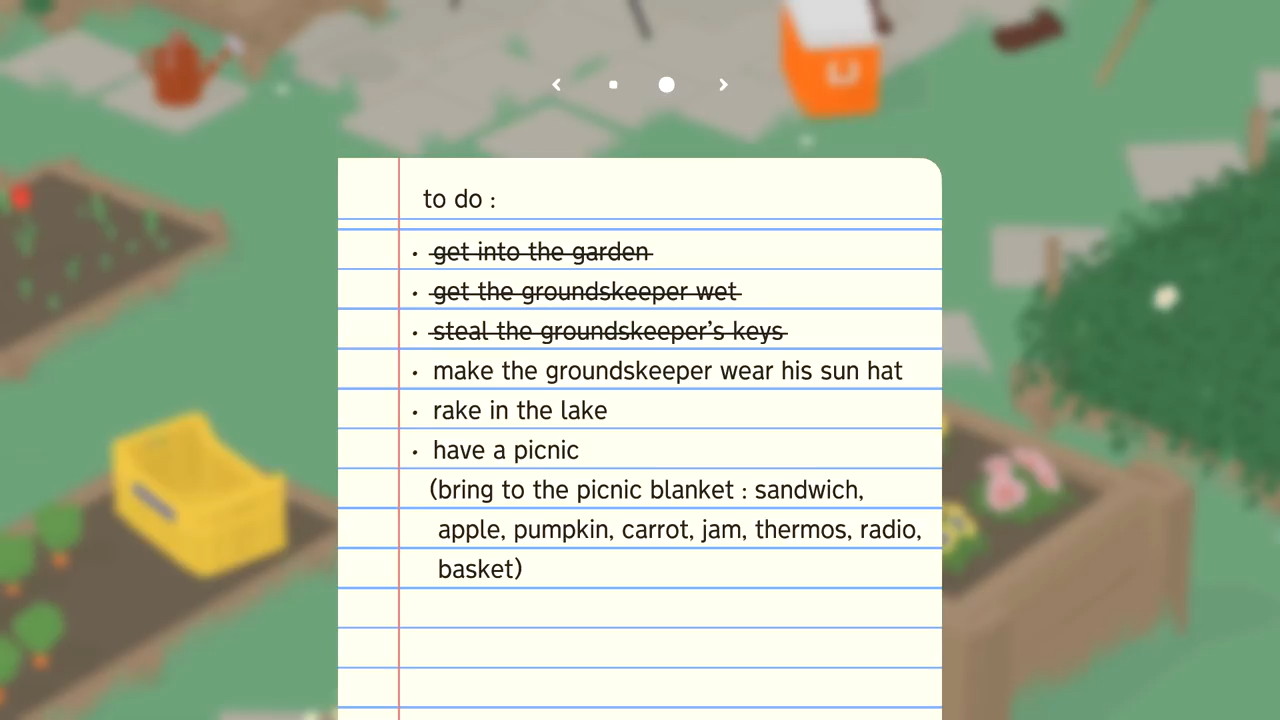 to do :
• get into the garden
• get the groundskeeper wet
• steal the groundskeeper’s keys
• make the groundskeeper wear his sun hat
• rake in the lake
• have a picnic
(bring to the picnic blanket : sandwich,
apple, pumpkin, carrot, jam, thermos, radio,
basket)